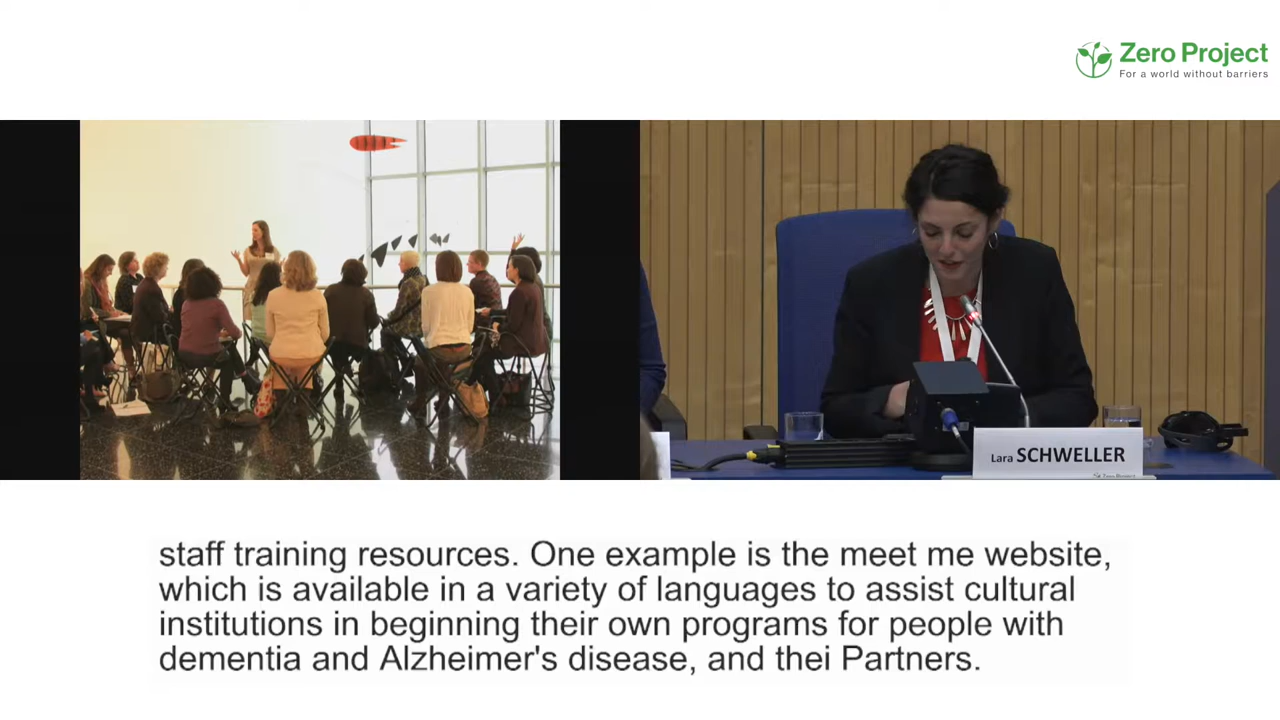 Zero Project
For a world without barriers
Lara SCHWELLER
staff training resources. One example is the meet me website,
which is available in a variety of languages to assist cultural
institutions in beginning their own programs for people with
dementia and Alzheimer's disease, and thei Partners.